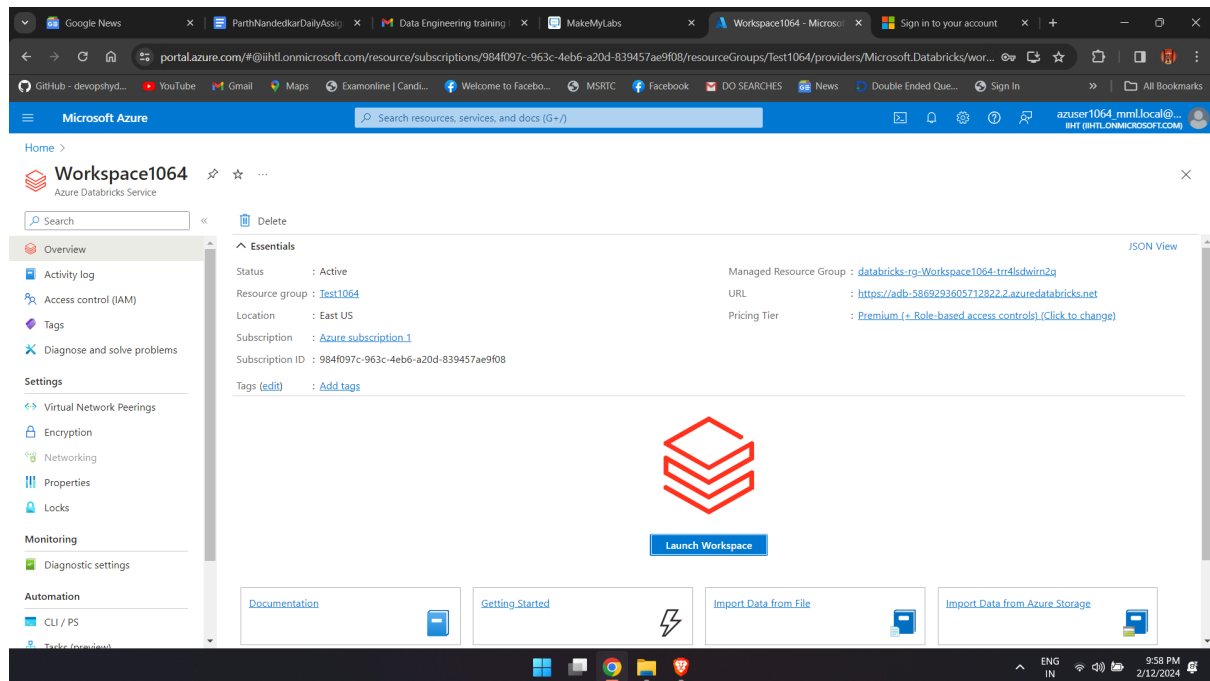 Google News
ParthNandedkarDailyAssig
Data Engineering training
MakeMyLabs
Workspace1064 - Microsof
Sign in to your account
portal.azure.com/#@iihtl.onmicrosoft.com/resource/subscriptions/984f097c-963c-4eb6-a20d-839457ae9f08/resourceGroups/Test1064/providers/Microsoft.Databricks/wor...
GitHub - devopshyd...
YouTube
Gmail
Maps
Examonline | Candi...
Welcome to Facebo...
MSRTC
Facebook
DO SEARCHES
News
Double Ended Que...
Sign In
»
All Bookmarks
Microsoft Azure
Search resources, services, and docs (G+/)
azuser1064_mml.local@...
IIHT (IIHTL.ONMICROSOFT.COM)
Home >
Workspace1064
Azure Databricks Service
Search
«
Delete
Overview
Activity log
Access control (IAM)
Tags
Diagnose and solve problems
Settings
Virtual Network Peerings
Encryption
Networking
Properties
Locks
Monitoring
Diagnostic settings
Automation
CLI / PS
Tasks (preview)
Essentials
JSON View
Status : Active
Resource group : Test1064
Location : East US
Subscription : Azure subscription 1
Subscription ID : 984f097c-963c-4eb6-a20d-839457ae9f08
Tags (edit) : Add tags
Managed Resource Group : databricks-rg-Workspace1064-trr4lsdwirn2q
URL : https://adb-5869293605712822.2.azuredatabricks.net
Pricing Tier : Premium (+ Role-based access controls) (Click to change)
Launch Workspace
Documentation
Getting Started
Import Data from File
Import Data from Azure Storage
ENG
IN
9:58 PM
2/12/2024